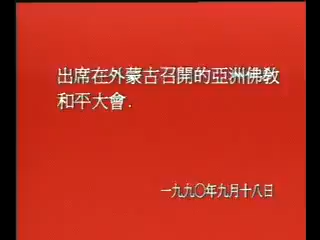 出席在外蒙古召開的亞洲佛敎
和平大會.
一九九〇年九月十八日